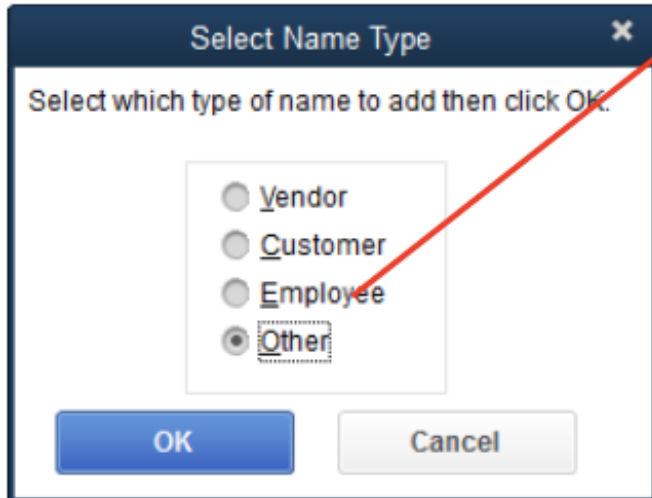 Select Name Type
Select which type of name to add then click OK.
Vendor
Customer
Employee
Other
OK
Cancel